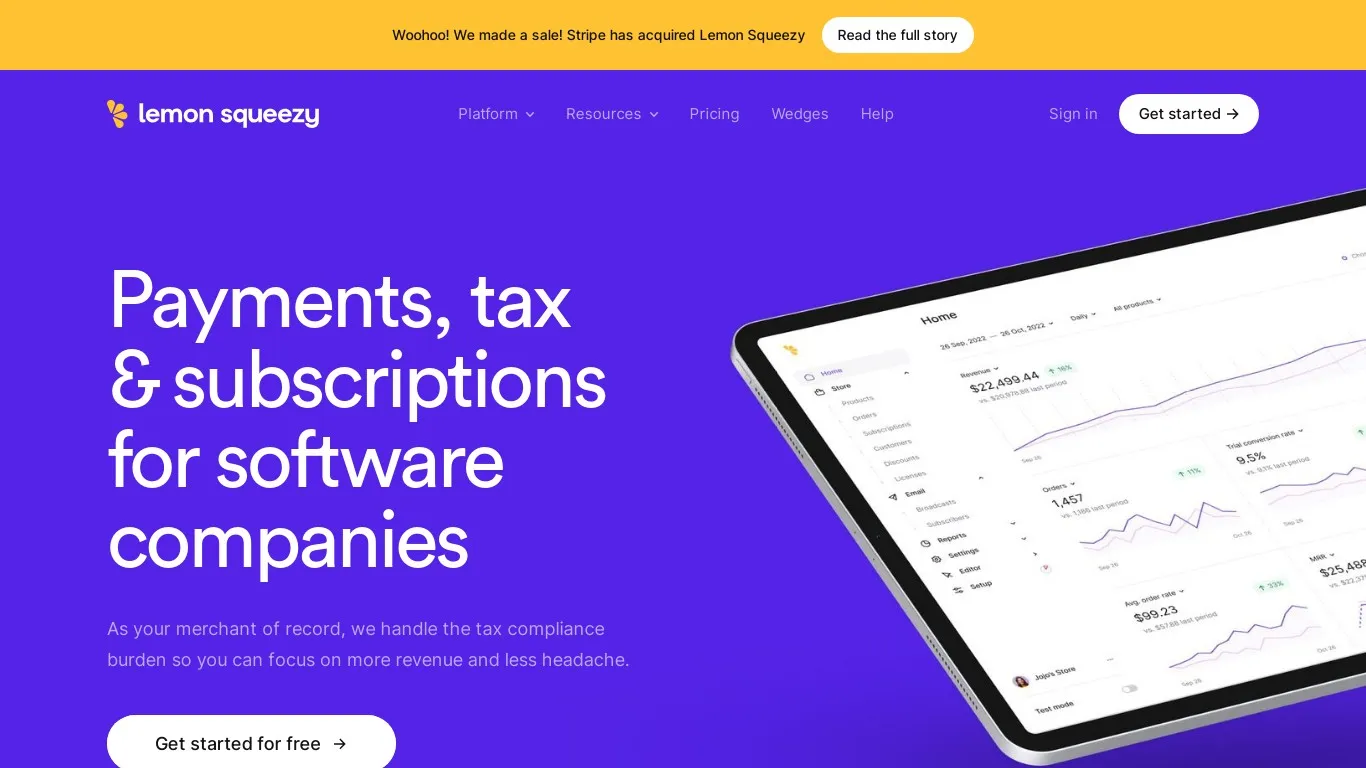 Woohoo! We made a sale! Stripe has acquired Lemon Squeezy
Read the full story
lemon squeezy
Platform
Resources
Pricing
Wedges
Help
Sign in
Get started →
Payments, tax
& subscriptions
for software
companies
As your merchant of record, we handle the tax compliance
burden so you can focus on more revenue and less headache.
Get started for free →
Home
Store
Products
Orders
Subscriptions
Customers
Discounts
Licenses
Email
Broadcasts
Subscribers
Reports
Settings
Editor
Setup
Jojo's Store
Test mode
Home
26 Sep, 2022 — 26 Oct, 2022
Daily
All products
Revenue
$22,499.44 ↑ 16%
vs. $20,978.88 last period
Sep 26
Orders
↑ 11%
1,457
vs. 1,186 last period
Sep 26
Oct 26
Trial conversion rate
9.5%
vs. 9.1% last period
Sep 26
Avg. order rate
↑ 33%
$99.23
vs. $57.88 last period
Sep 26
Oct 26
MRR